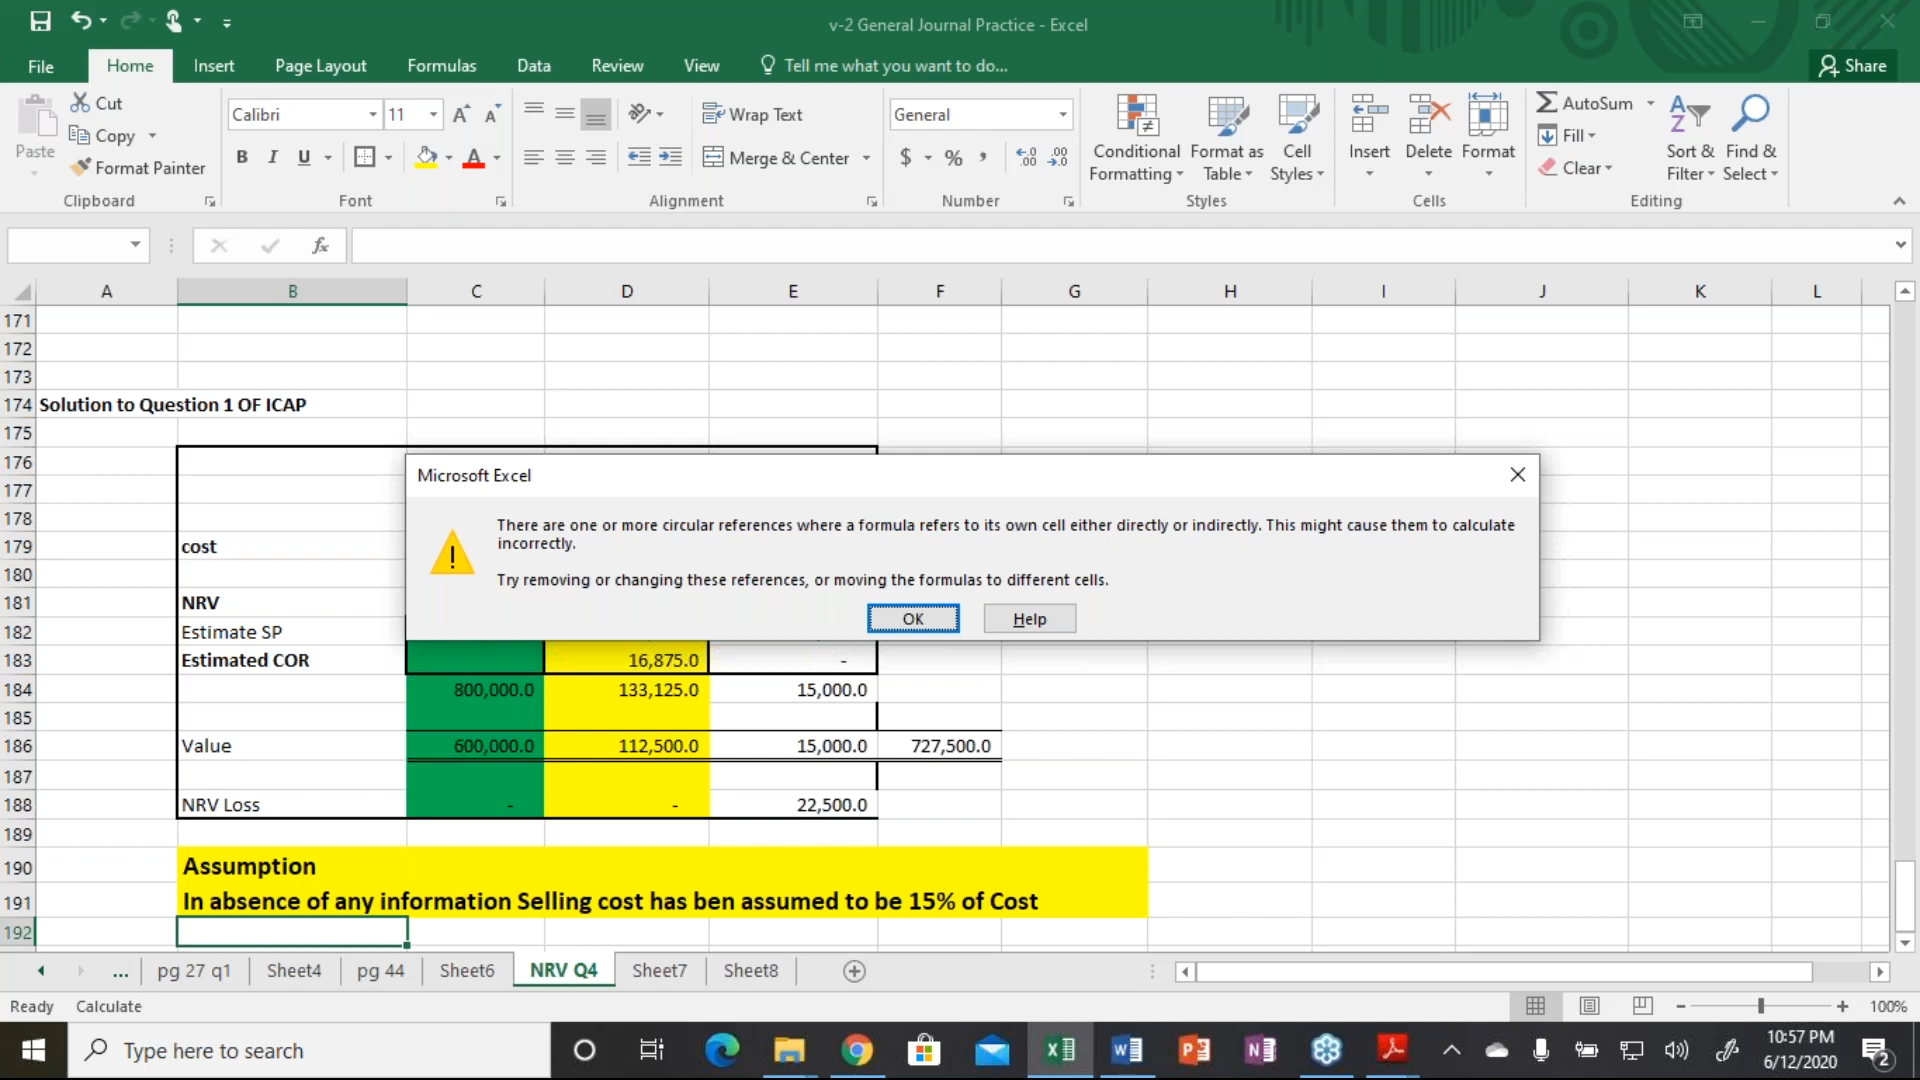 v-2 General Journal Practice - Excel
File Home Insert Page Layout Formulas Data Review View Tell me what you want to do... Share
Paste
Cut
Copy
Format Painter
Clipboard
Calibri 11
B I U
Font
Wrap Text
Merge & Center
Alignment
General
$ % ,
Number
Conditional Formatting
Format as Table
Cell Styles
Styles
Insert Delete Format
Cells
AutoSum
Fill
Clear
Sort & Filter
Find & Select
Editing
fx
A B C D E F G H I J K L
171
172
173
174 Solution to Question 1 OF ICAP
175
176
177
178
179 cost
180
181 NRV
182 Estimate SP
183 Estimated COR 16,875.0 -
184 800,000.0 133,125.0 15,000.0
185
186 Value 600,000.0 112,500.0 15,000.0 727,500.0
187
188 NRV Loss - - 22,500.0
189
190 Assumption
191 In absence of any information Selling cost has ben assumed to be 15% of Cost
192
Microsoft Excel
There are one or more circular references where a formula refers to its own cell either directly or indirectly. This might cause them to calculate
incorrectly.
Try removing or changing these references, or moving the formulas to different cells.
OK Help
... pg 27 q1 Sheet4 pg 44 Sheet6 NRV Q4 Sheet7 Sheet8
Ready Calculate 100%
Type here to search
10:57 PM
6/12/2020
2